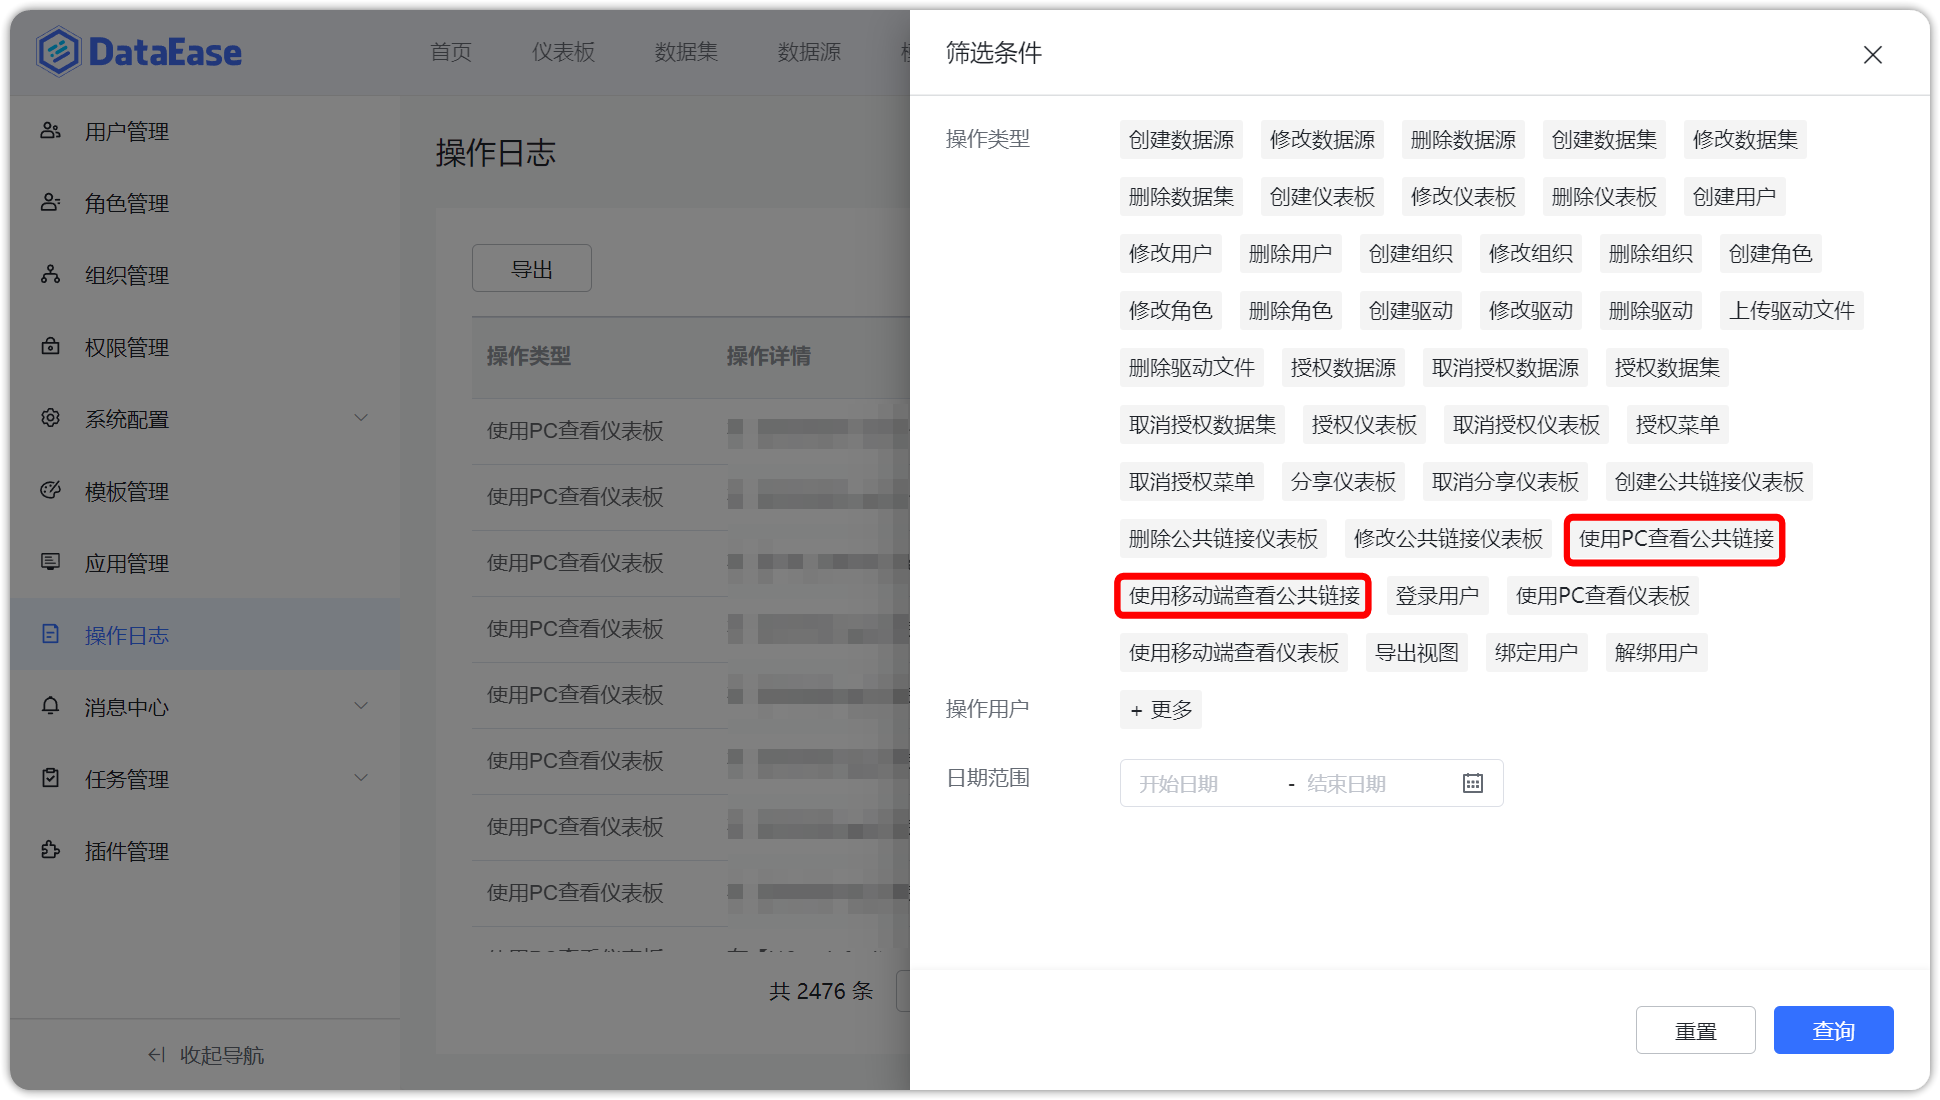 DataEase
首页
仪表板
数据集
数据源
用户管理
角色管理
组织管理
权限管理
系统配置
模板管理
应用管理
操作日志
消息中心
任务管理
插件管理
收起导航
操作日志
导出
操作类型 操作详情
使用PC查看仪表板
使用PC查看仪表板
使用PC查看仪表板
使用PC查看仪表板
使用PC查看仪表板
使用PC查看仪表板
使用PC查看仪表板
使用PC查看仪表板
共 2476 条
筛选条件
操作类型
创建数据源 修改数据源 删除数据源 创建数据集 修改数据集
删除数据集 创建仪表板 修改仪表板 删除仪表板 创建用户
修改用户 删除用户 创建组织 修改组织 删除组织 创建角色
修改角色 删除角色 创建驱动 修改驱动 删除驱动 上传驱动文件
删除驱动文件 授权数据源 取消授权数据源 授权数据集
取消授权数据集 授权仪表板 取消授权仪表板 授权菜单
取消授权菜单 分享仪表板 取消分享仪表板 创建公共链接仪表板
删除公共链接仪表板 修改公共链接仪表板 使用PC查看公共链接
使用移动端查看公共链接 登录用户 使用PC查看仪表板
使用移动端查看仪表板 导出视图 绑定用户 解绑用户
操作用户
+ 更多
日期范围
开始日期 - 结束日期
重置
查询